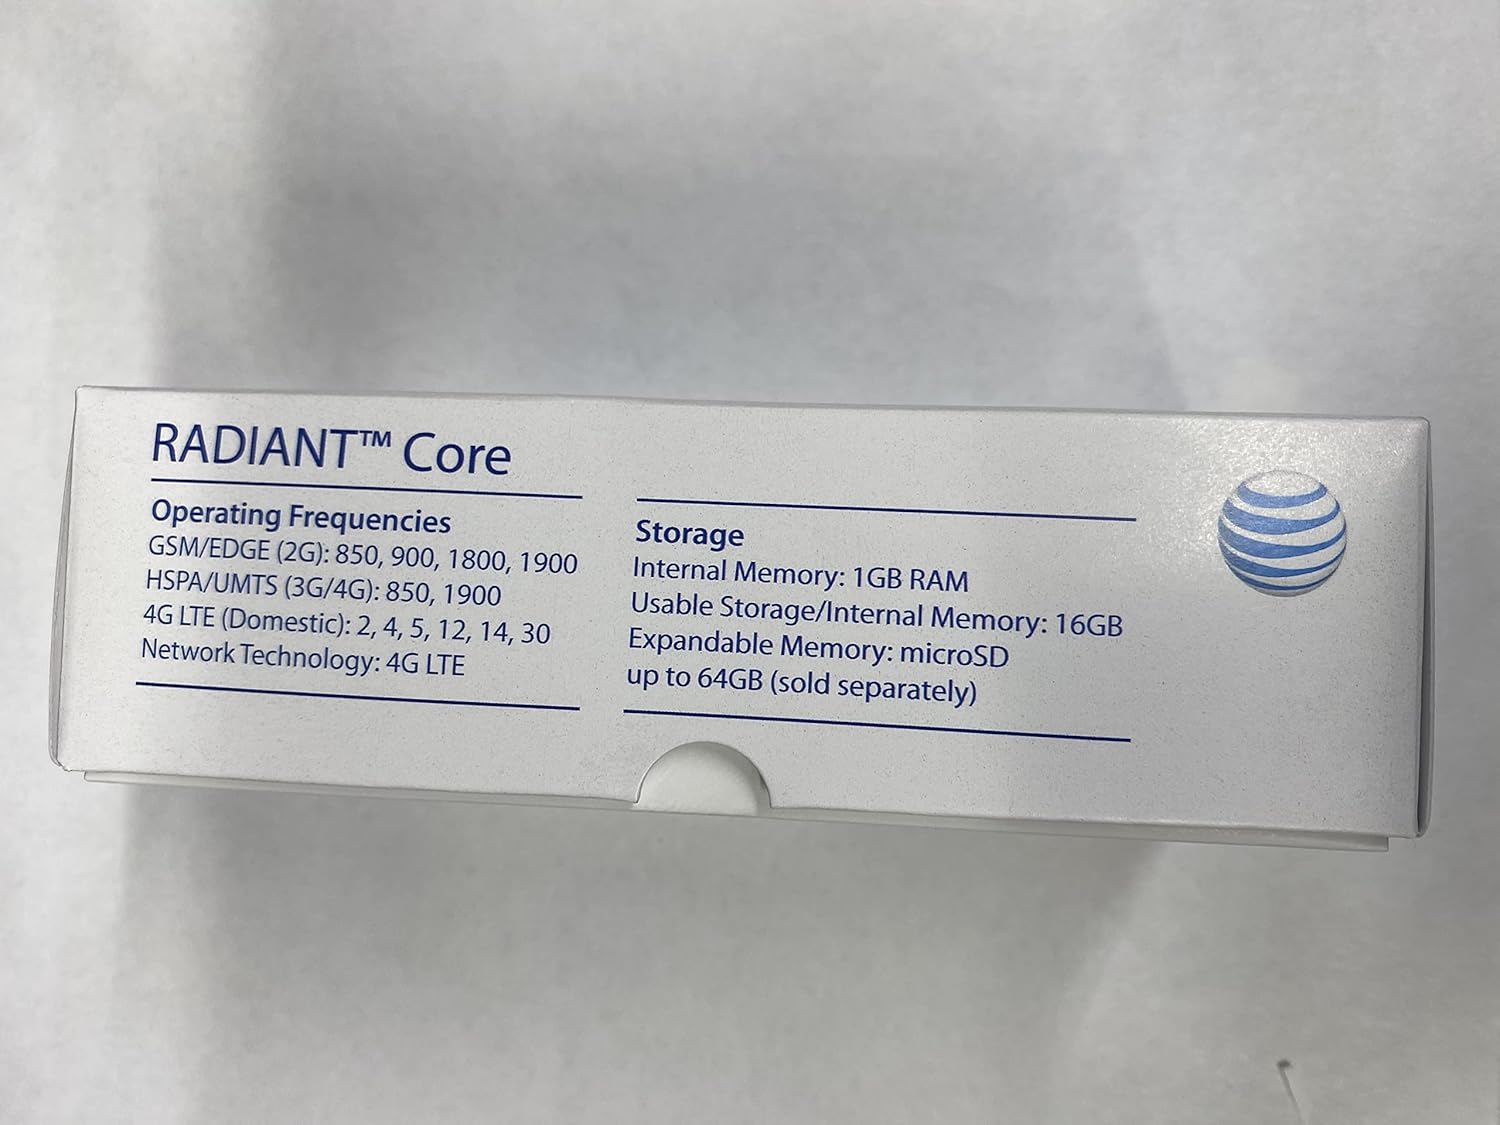 RADIANT™ Core
Operating Frequencies
GSM/EDGE (2G): 850, 900, 1800, 1900
HSPA/UMTS (3G/4G): 850, 1900
4G LTE (Domestic): 2, 4, 5, 12, 14, 30
Network Technology: 4G LTE
Storage
Internal Memory: 1GB RAM
Usable Storage/Internal Memory: 16GB
Expandable Memory: microSD
up to 64GB (sold separately)